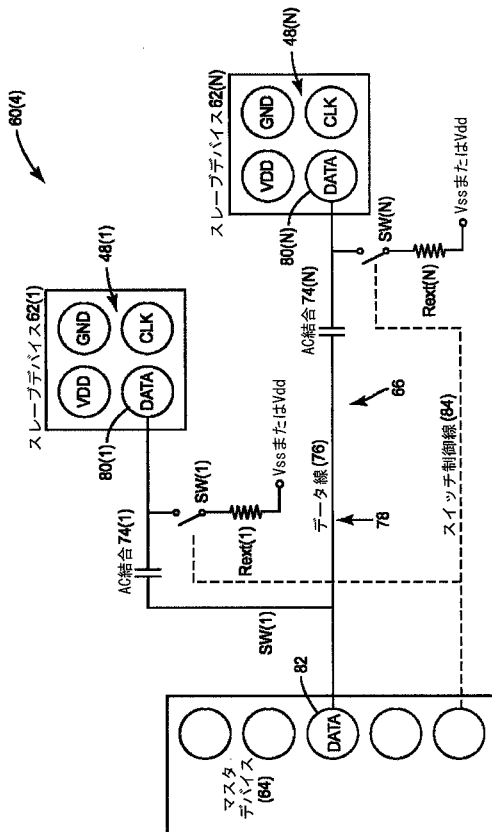 60(4)
スレーブデバイス62(1)
48(1)
VDD
GND
DATA
CLK
80(1)
AC結合74(1)
SW(1)
Rext(1)
VssまたはVdd
SW(1)
スレーブデバイス62(N)
48(N)
VDD
GND
DATA
CLK
80(N)
AC結合74(N)
SW(N)
Rext(N)
VssまたはVdd
66
データ線(76)
78
スイッチ制御線(84)
82
マスタ
デバイス
(64)
DATA